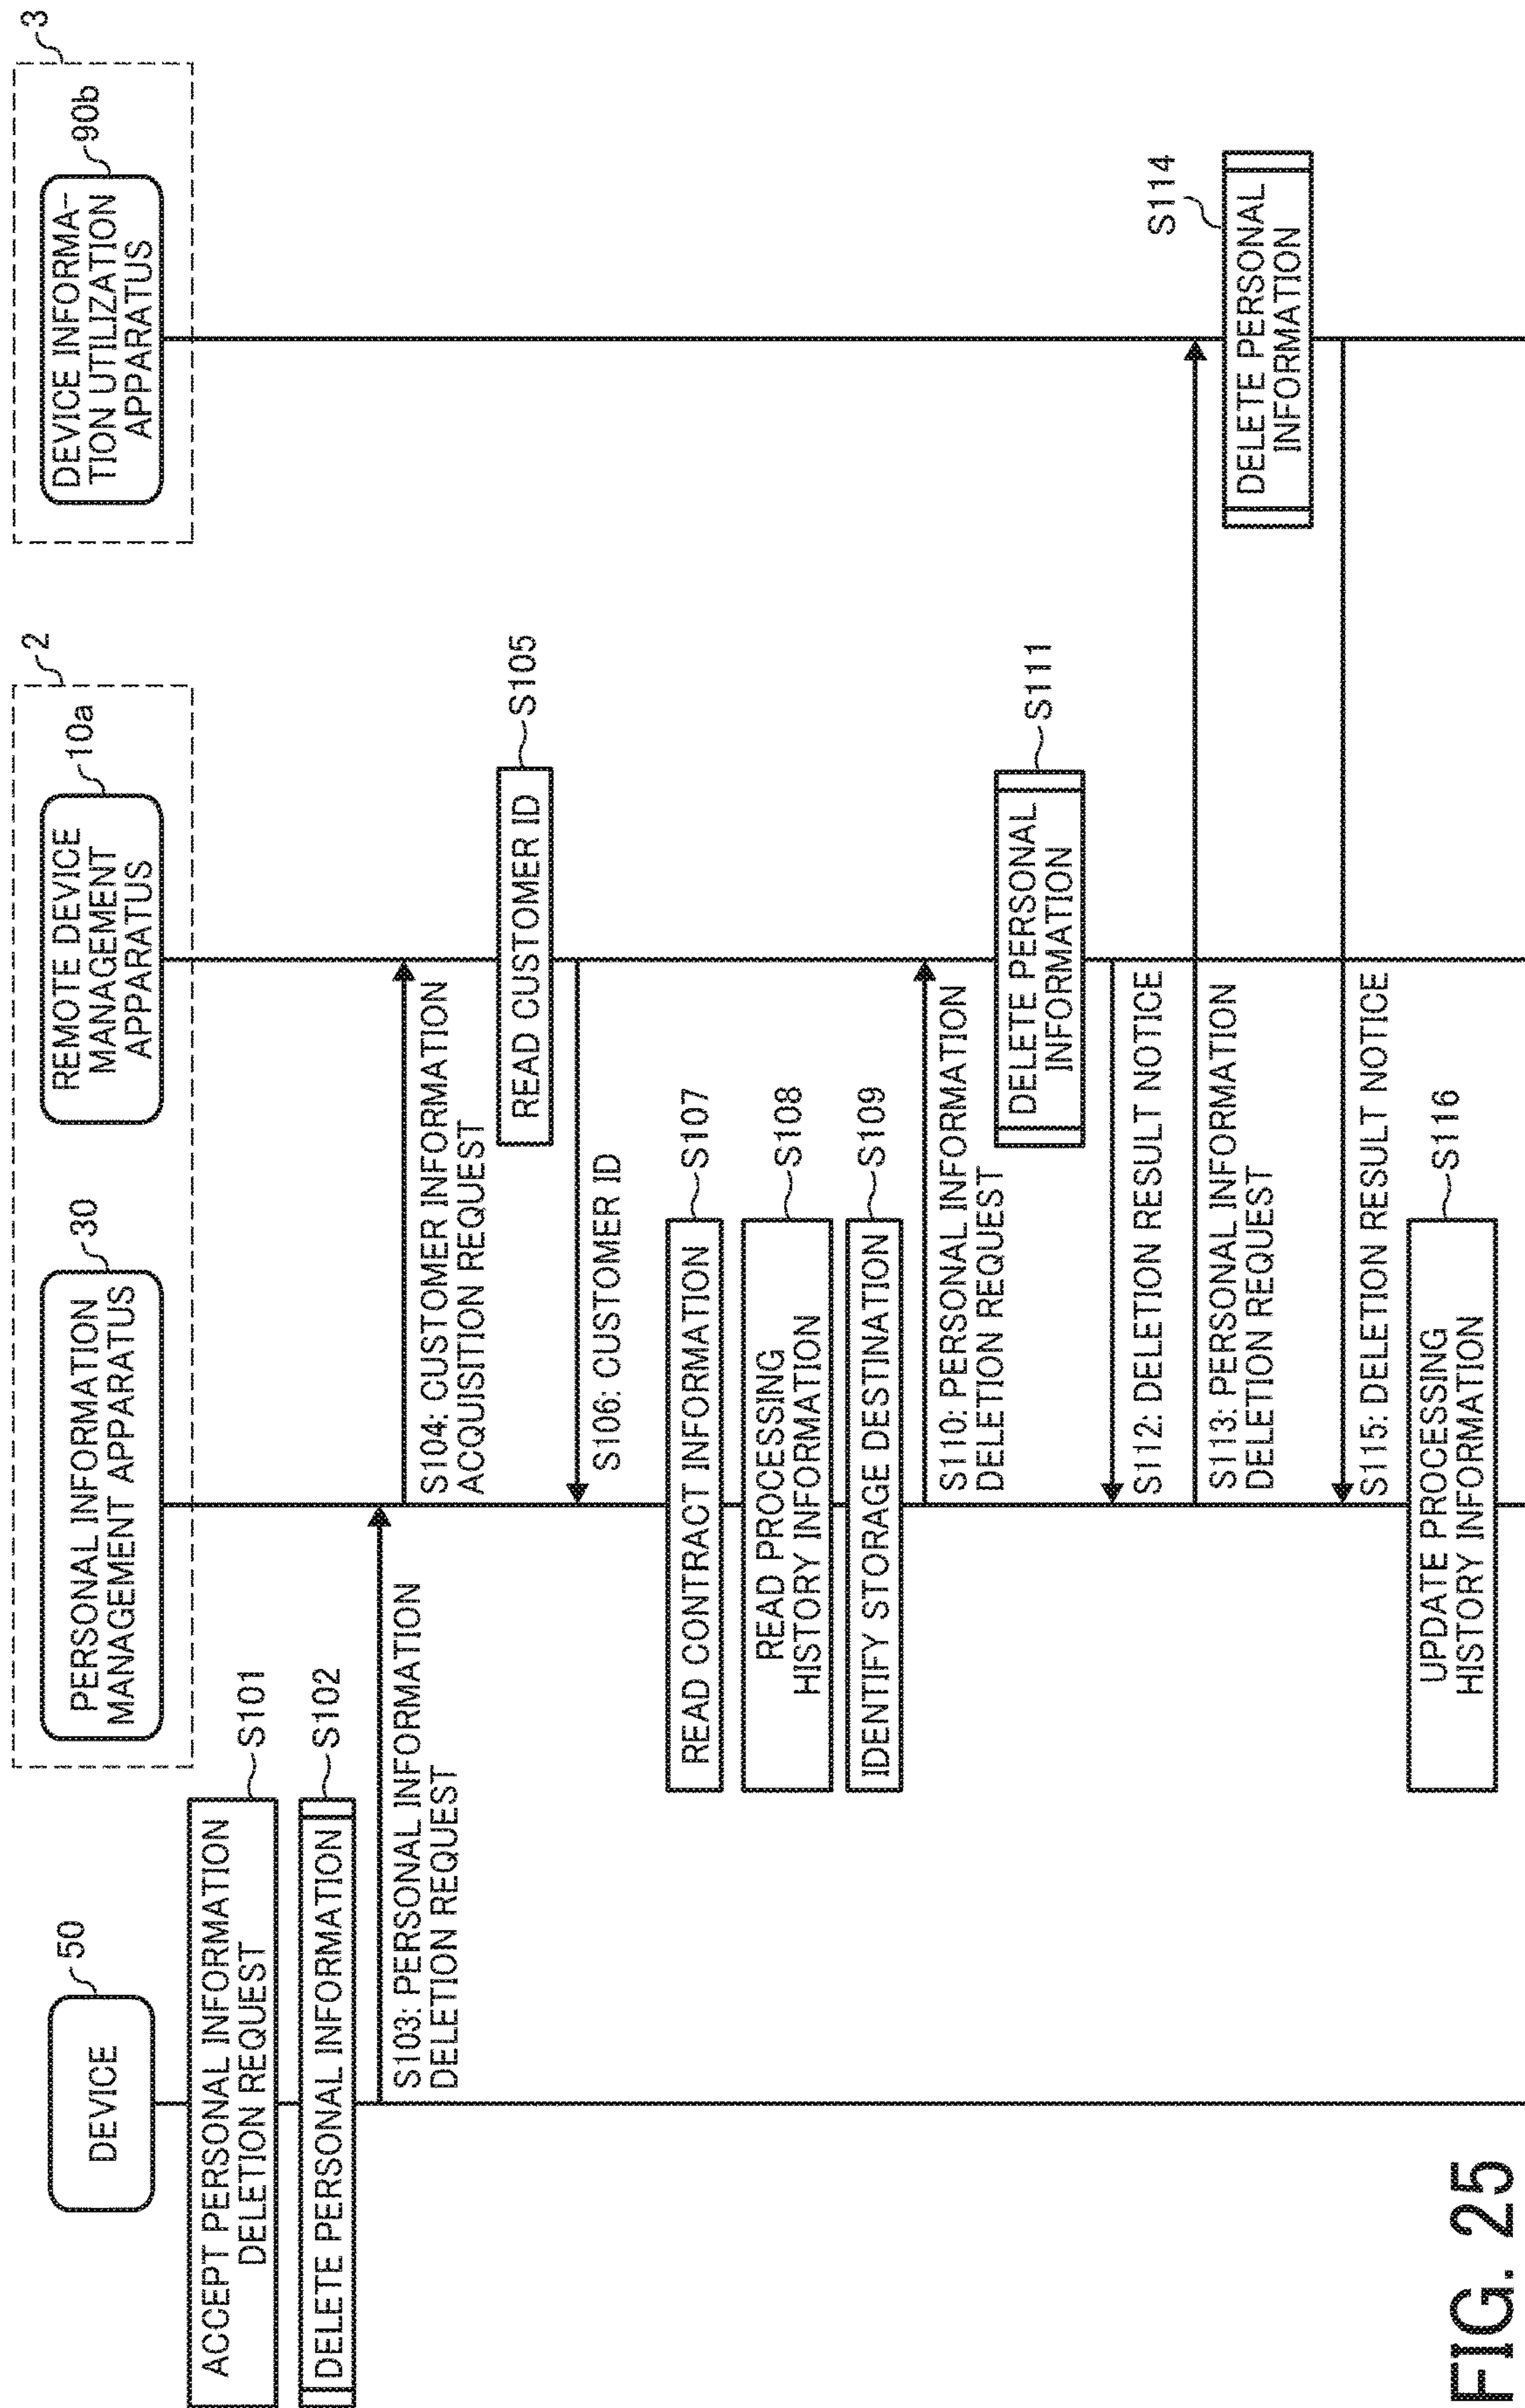 DEVICE
50
PERSONAL INFORMATION
MANAGEMENT APPARATUS
30
REMOTE DEVICE
MANAGEMENT
APPARATUS
10a
2
DEVICE INFORMA-
TION UTILIZATION
APPARATUS
90b
3
ACCEPT PERSONAL INFORMATION
DELETION REQUEST
S101
DELETE PERSONAL INFORMATION
S102
S103: PERSONAL INFORMATION
DELETION REQUEST
S104: CUSTOMER INFORMATION
ACQUISITION REQUEST
READ CUSTOMER ID
S105
S106: CUSTOMER ID
READ CONTRACT INFORMATION
S107
READ PROCESSING
HISTORY INFORMATION
S108
IDENTIFY STORAGE DESTINATION
S109
S110: PERSONAL INFORMATION
DELETION REQUEST
DELETE PERSONAL
INFORMATION
S111
S112: DELETION RESULT NOTICE
S113: PERSONAL INFORMATION
DELETION REQUEST
DELETE PERSONAL
INFORMATION
S114
S115: DELETION RESULT NOTICE
UPDATE PROCESSING
HISTORY INFORMATION
S116
FIG. 25